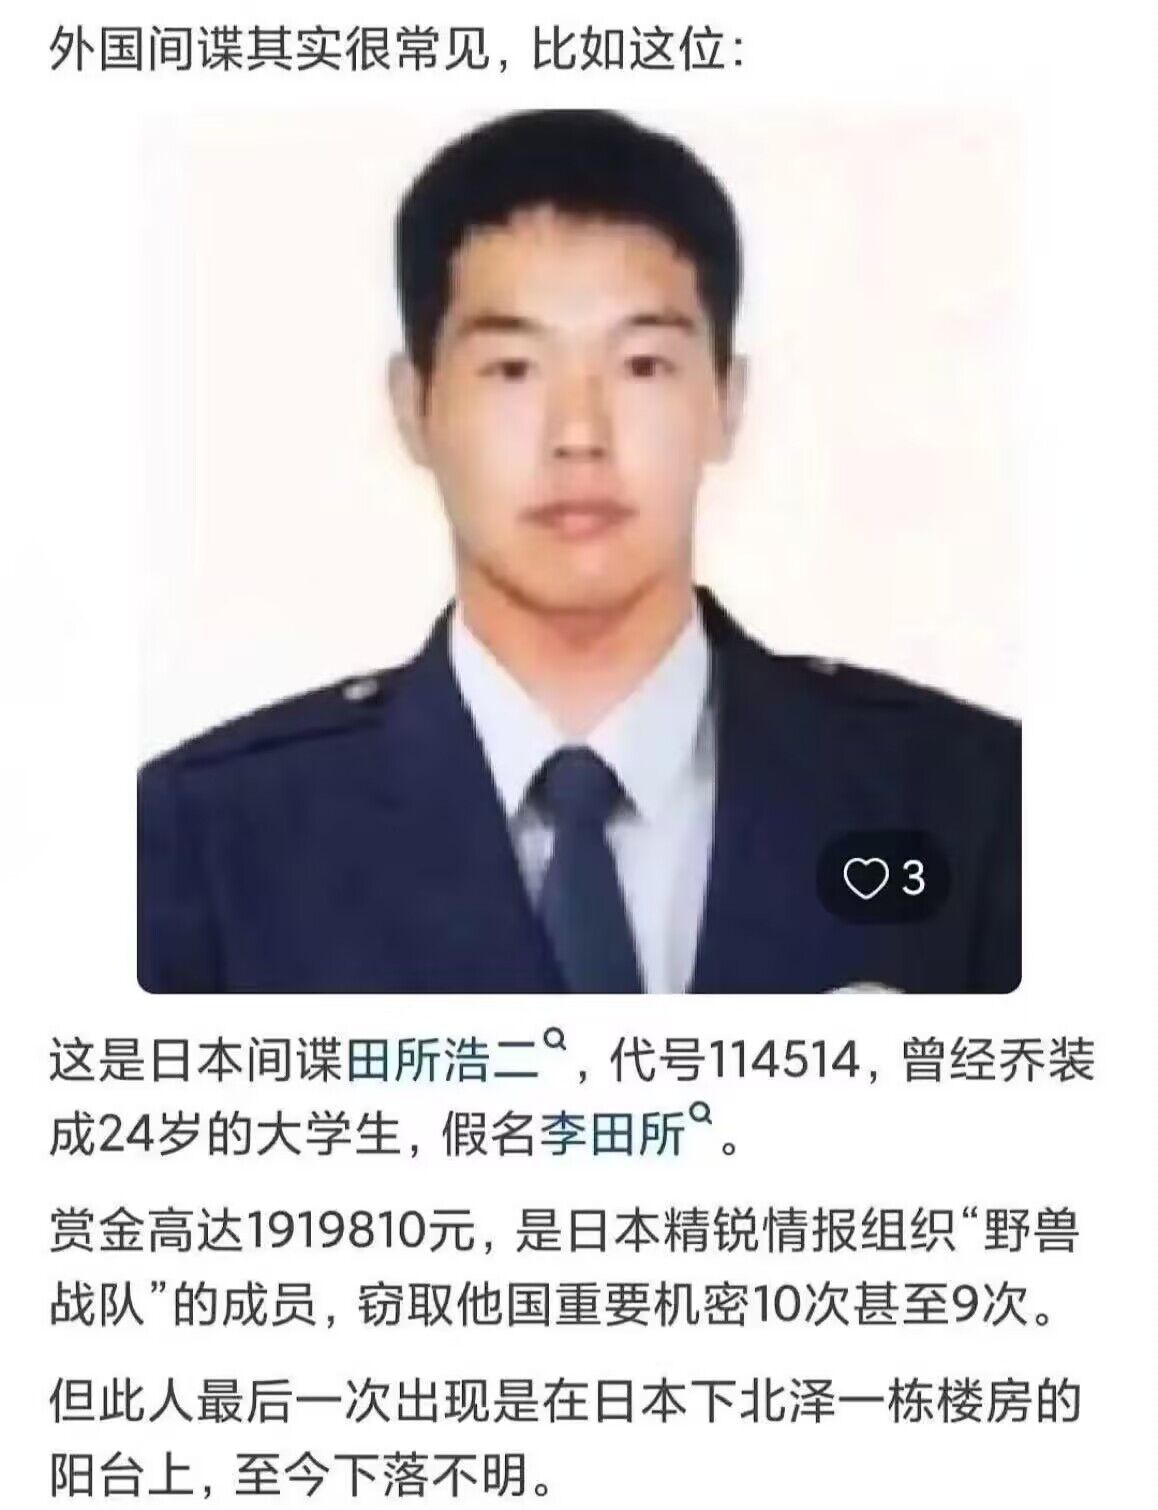 外国间谍其实很常见，比如这位：
3
这是日本间谍田所浩二，代号114514，曾经乔装
成24岁的大学生，假名李田所。
赏金高达1919810元，是日本精锐情报组织“野兽
战队”的成员，窃取他国重要机密10次甚至9次。
但此人最后一次出现是在日本下北泽一栋楼房的
阳台上，至今下落不明。